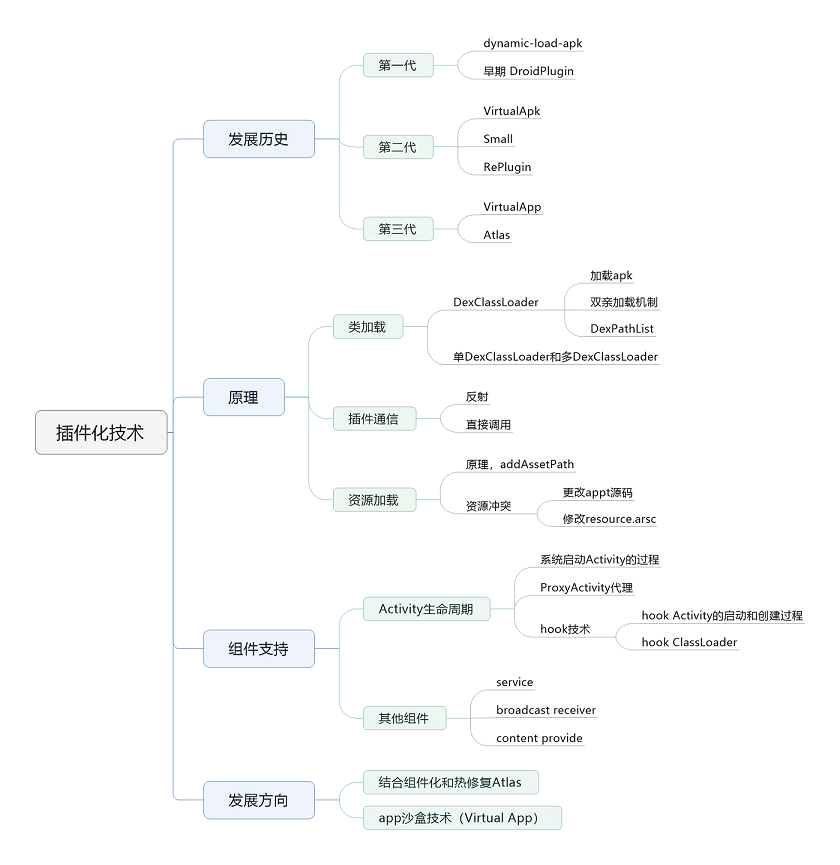 插件化技术
发展历史
第一代
dynamic-load-apk
早期 DroidPlugin
第二代
VirtualApk
Small
RePlugin
第三代
VirtualApp
Atlas
原理
类加载
DexClassLoader
加载apk
双亲加载机制
DexPathList
单DexClassLoader和多DexClassLoader
插件通信
反射
直接调用
资源加载
原理，addAssetPath
资源冲突
更改appt源码
修改resource.arsc
组件支持
Activity生命周期
系统启动Activity的过程
ProxyActivity代理
hook技术
hook Activity的启动和创建过程
hook ClassLoader
其他组件
service
broadcast receiver
content provide
发展方向
结合组件化和热修复Atlas
app沙盒技术（Virtual App）